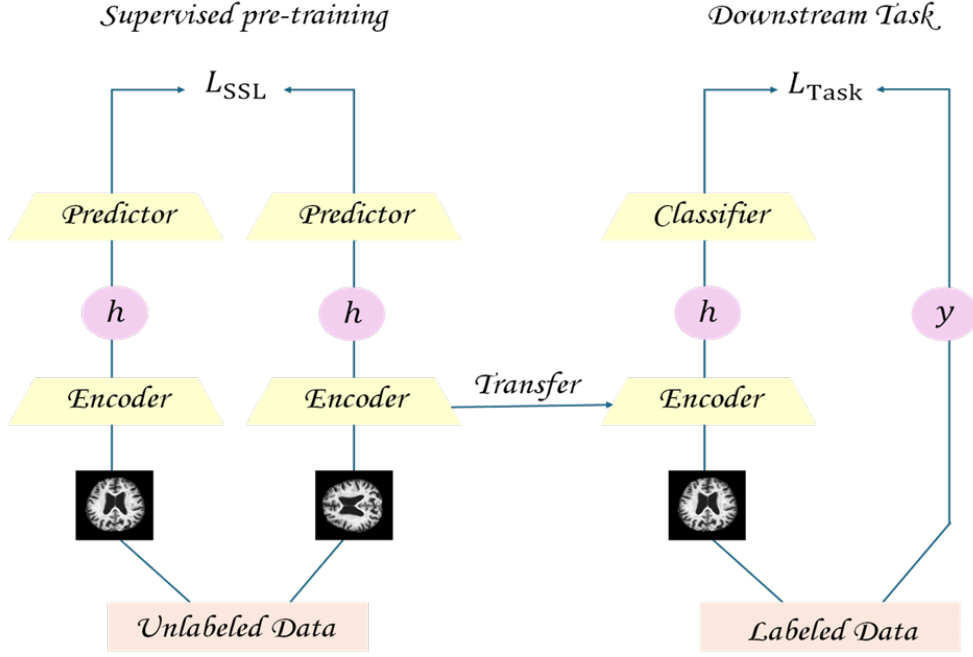 Supervised pre-training
Downstream Task
L_SSL
L_Task
Predictor
Predictor
Classifier
h
h
h
y
Encoder
Encoder
Transfer
Encoder
Unlabeled Data
Labeled Data